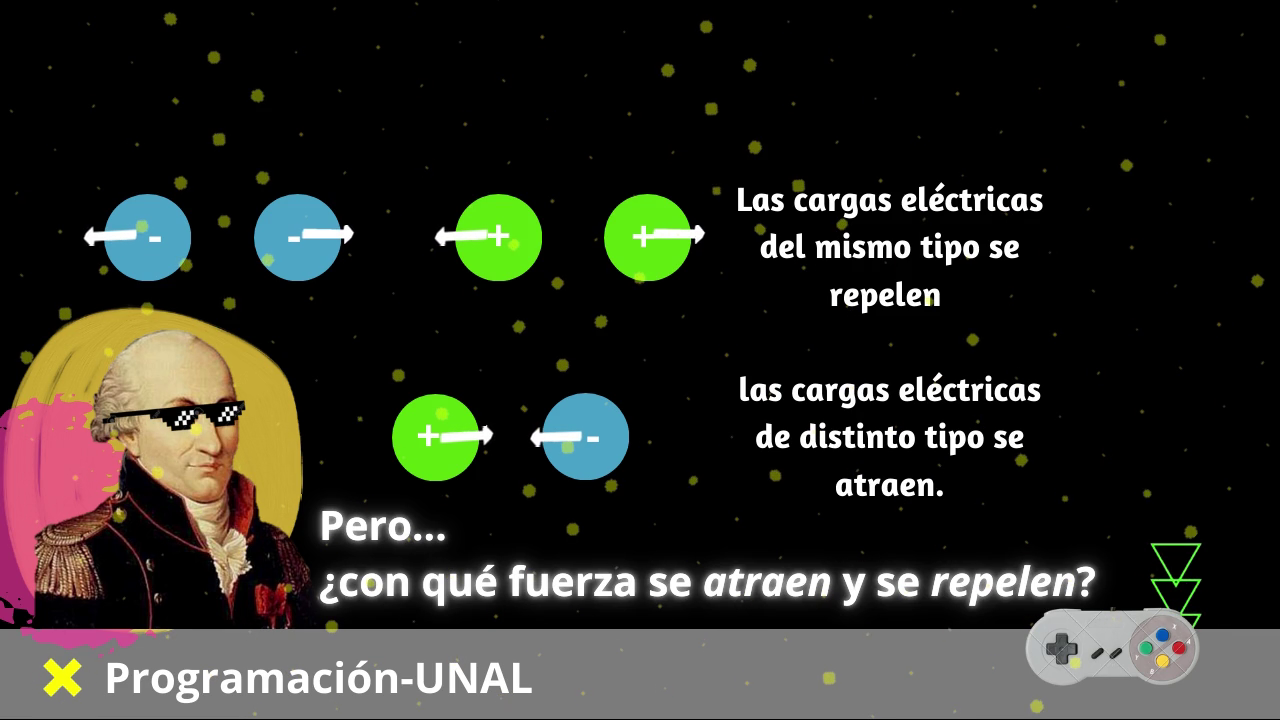 - - + +
Las cargas eléctricas
del mismo tipo se
repelen
+ -
las cargas eléctricas
de distinto tipo se
atraen.
Pero...
¿con qué fuerza se atraen y se repelen?
Programación-UNAL